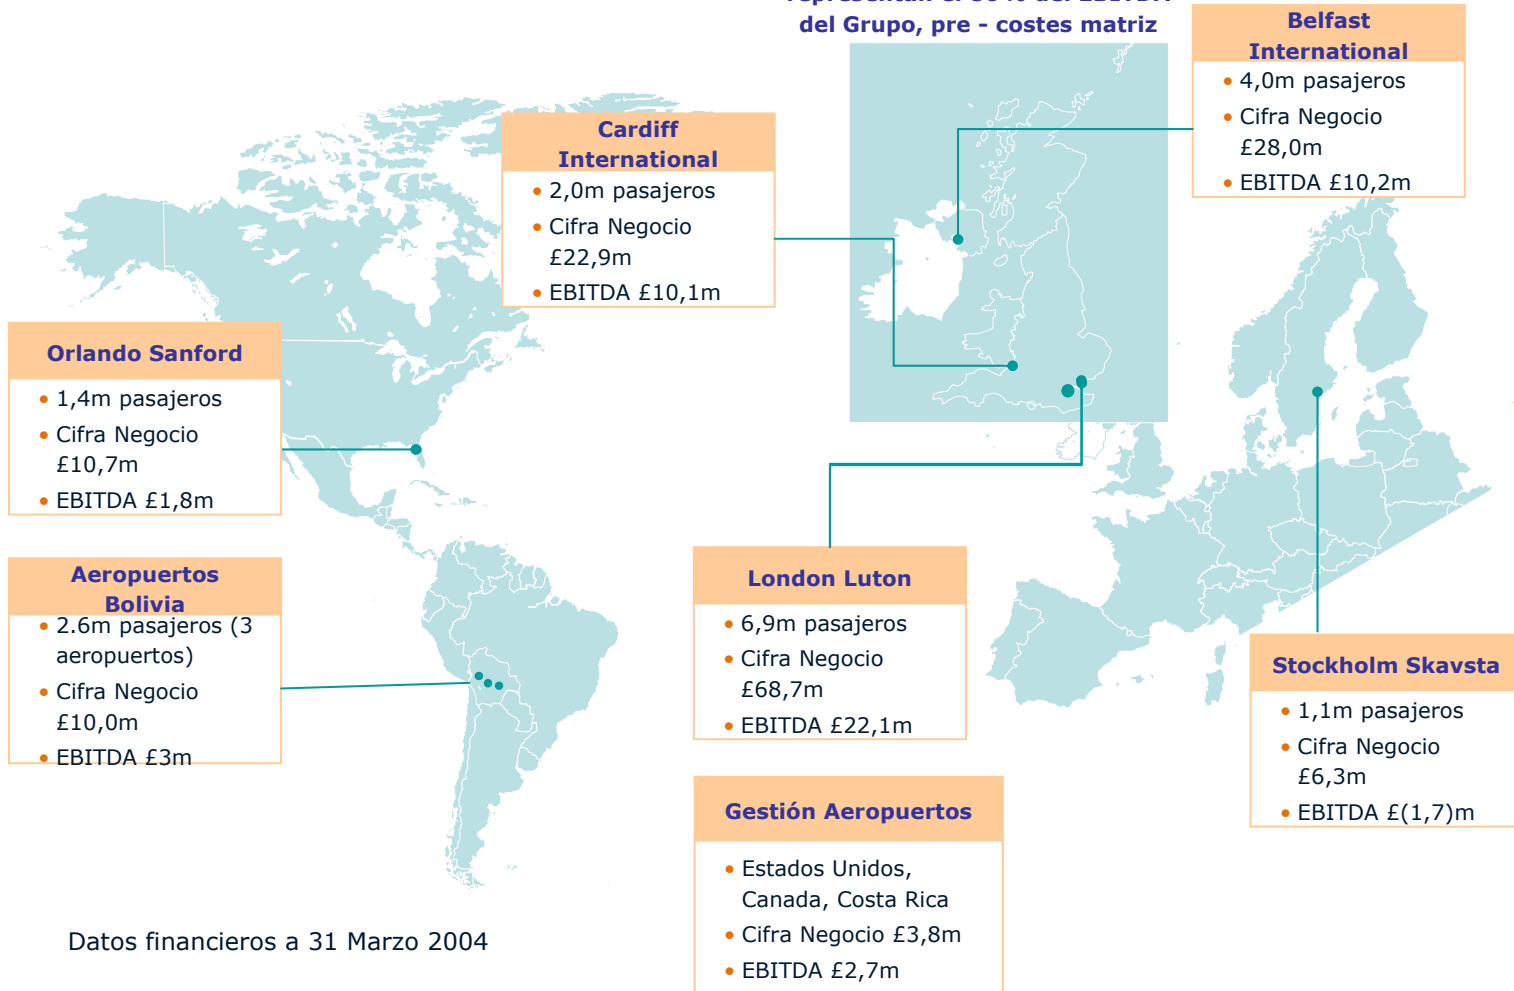 del Grupo, pre - costes matriz
Belfast
International
• 4,0m pasajeros
• Cifra Negocio
£28,0m
• EBITDA £10,2m
Cardiff
International
• 2,0m pasajeros
• Cifra Negocio
£22,9m
• EBITDA £10,1m
Orlando Sanford
• 1,4m pasajeros
• Cifra Negocio
£10,7m
• EBITDA £1,8m
Aeropuertos
Bolivia
• 2.6m pasajeros (3
aeropuertos)
• Cifra Negocio
£10,0m
• EBITDA £3m
London Luton
• 6,9m pasajeros
• Cifra Negocio
£68,7m
• EBITDA £22,1m
Stockholm Skavsta
• 1,1m pasajeros
• Cifra Negocio
£6,3m
• EBITDA £(1,7)m
Gestión Aeropuertos
• Estados Unidos,
Canada, Costa Rica
• Cifra Negocio £3,8m
• EBITDA £2,7m
Datos financieros a 31 Marzo 2004